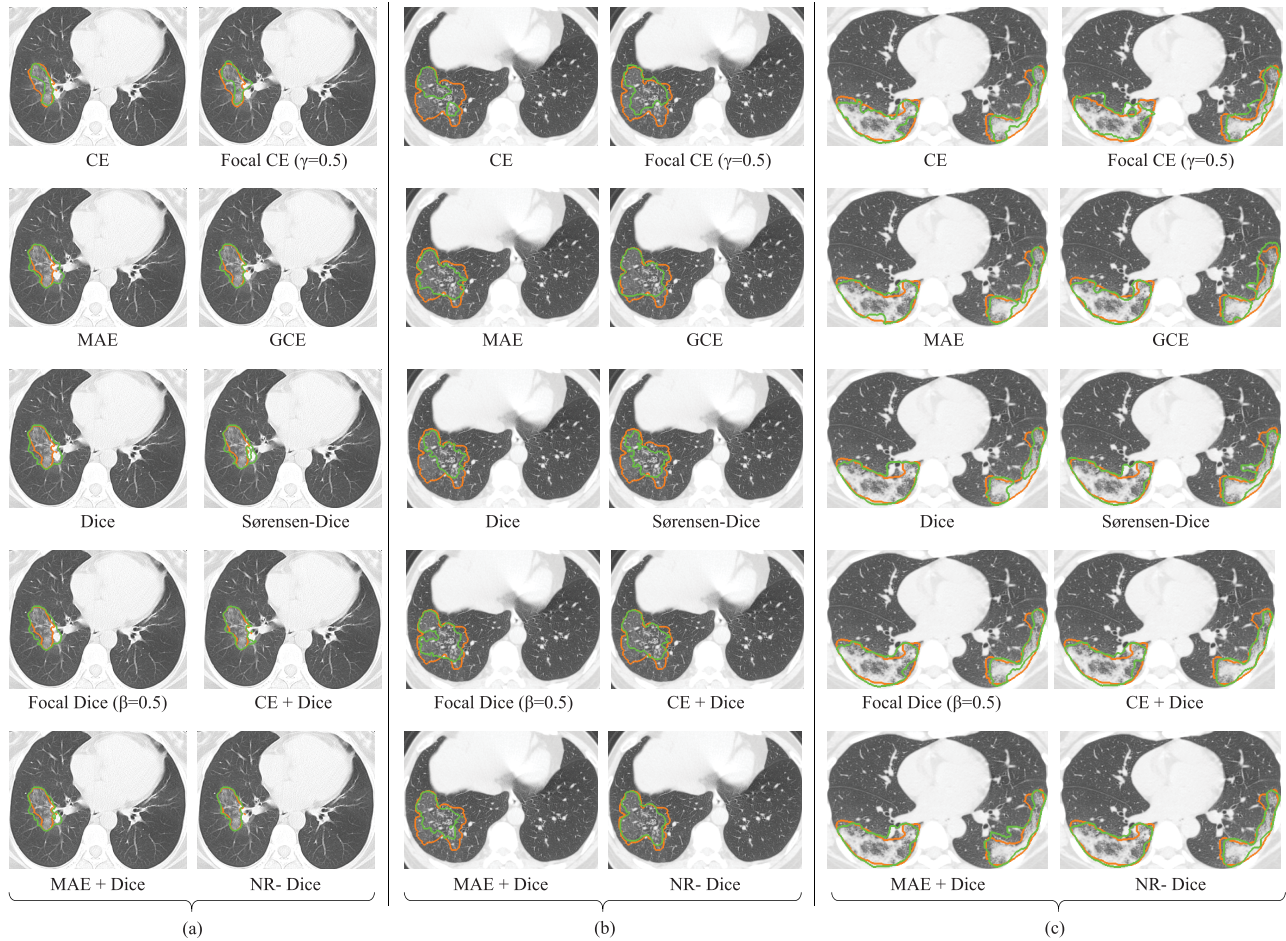 CE Focal CE (γ=0.5) CE Focal CE (γ=0.5) CE Focal CE (γ=0.5)
MAE GCE MAE GCE MAE GCE
Dice Sørensen-Dice Dice Sørensen-Dice Dice Sørensen-Dice
Focal Dice (β=0.5) CE + Dice Focal Dice (β=0.5) CE + Dice Focal Dice (β=0.5) CE + Dice
MAE + Dice NR- Dice MAE + Dice NR- Dice MAE + Dice NR- Dice
(a) (b) (c)